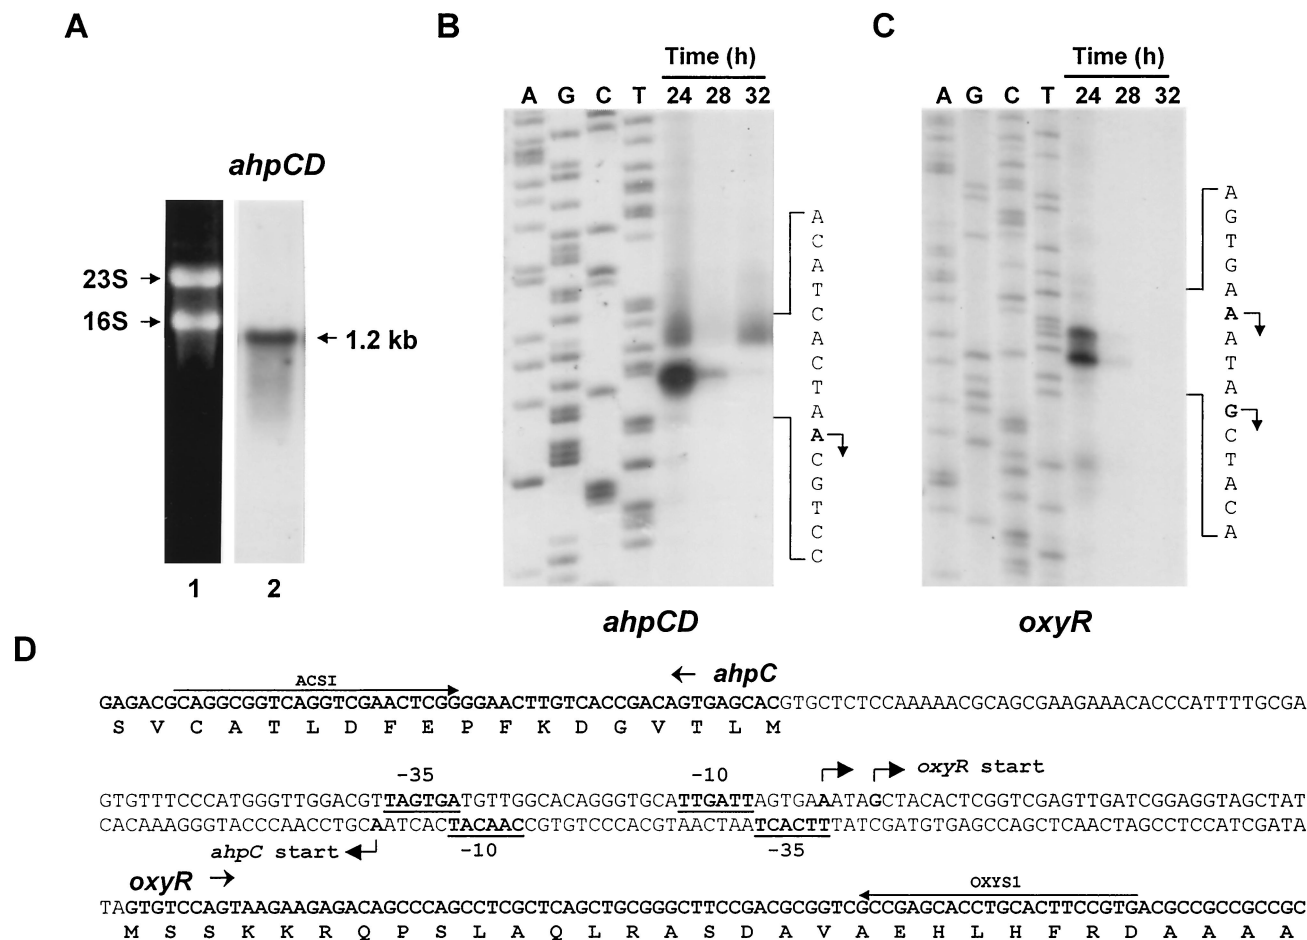 A
B
C
Time (h)
Time (h)
A G C T 24 28 32
A G C T 24 28 32
ahpCD
23S
16S
1.2 kb
1
2
A
C
A
T
C
A
C
T
A
A
C
G
T
C
C
A
G
T
G
A
A
A
T
A
G
C
T
A
C
A
ahpCD
oxyR
D
ACSI
ahpC
GAGACGCAGGCGGTCAGGTCGAACTCGGGGAACTTGTCACCGACAGTGAGCACGTGCTCTCCAAAAACGCAGCGAAGAAACACCCATTTTGCGA
S V C A T L D F E P F K D G V T L M
-35
-10
oxyR start
GTGTTTCCCATGGGTTGGACGTTAGTGATGTTGGCACAGGGTGCATTGATTAGTGAAATAGCTACACTCGGTCGAGTTGATCGGAGGTAGCTAT
CACAAAGGGTACCCAACCTGCAATCACTACAACCGTGTCCCACGTAACTAATCACTTTATCGATGTGAGCCAGCTCAACTAGCCTCCATCGATA
ahpC start
-10
-35
oxyR
OXYS1
TAGTGTCCAGTAAGAAGAGACAGCCCAGCCTCGCTCAGCTGCGGGCTTCCGACGCGGTCGCCGAGCACCTGCACTTCCGTGACGCCGCCGCCGC
M S S K K R Q P S L A Q L R A S D A V A E H L H F R D A A A A